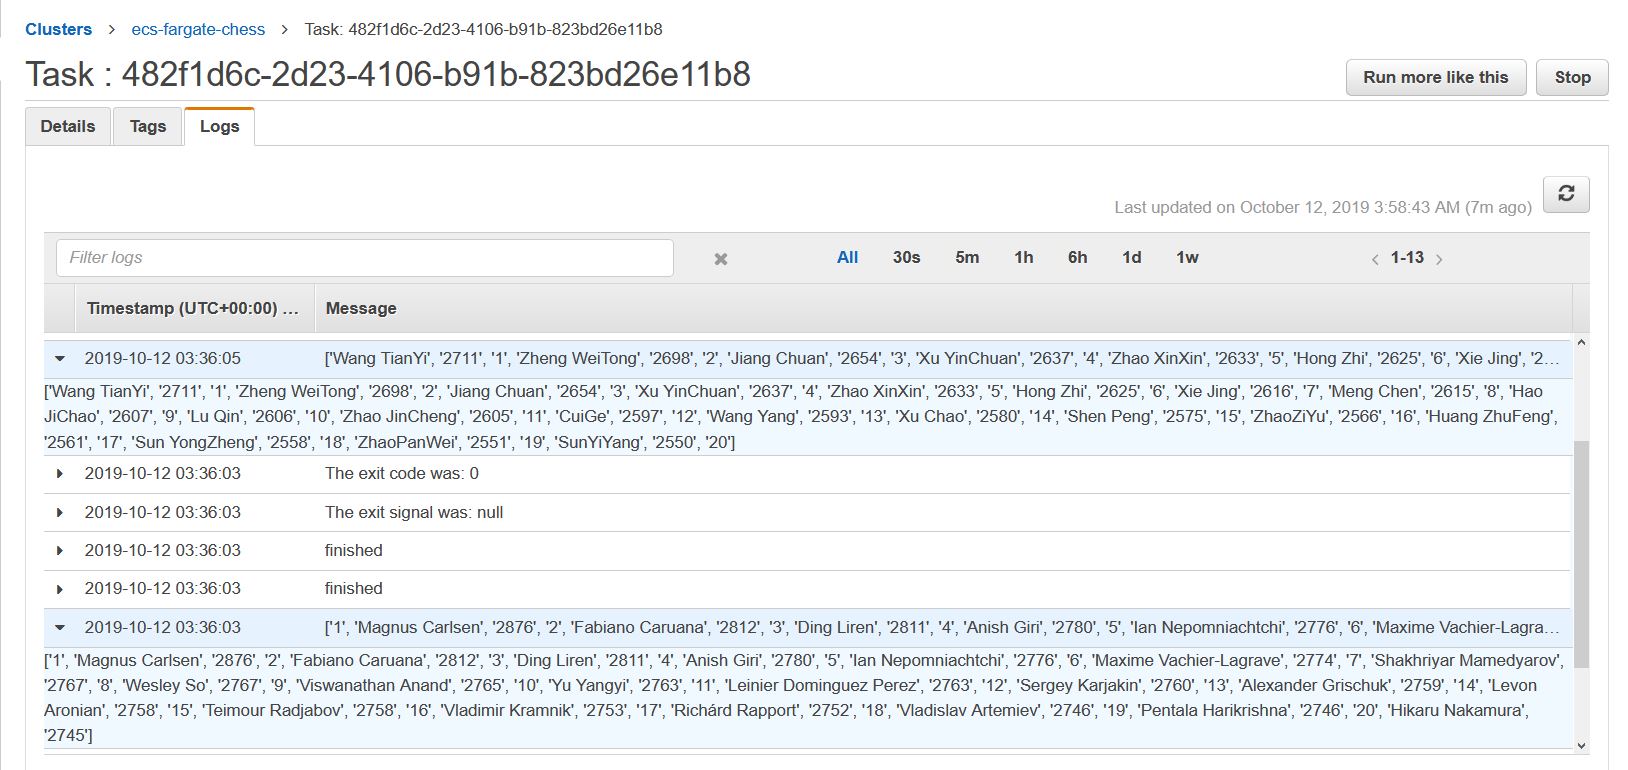 Clusters > ecs-fargate-chess > Task: 482f1d6c-2d23-4106-b91b-823bd26e11b8
Task : 482f1d6c-2d23-4106-b91b-823bd26e11b8
Run more like this Stop
Details Tags Logs
Last updated on October 12, 2019 3:58:43 AM (7m ago)
Filter logs All 30s 5m 1h 6h 1d 1w < 1-13 >
Timestamp (UTC+00:00) ... Message
2019-10-12 03:36:05 ['Wang TianYi', '2711', '1', 'Zheng WeiTong', '2698', '2', 'Jiang Chuan', '2654', '3', 'Xu YinChuan', '2637', '4', 'Zhao XinXin', '2633', '5', 'Hong Zhi', '2625', '6', 'Xie Jing', '2...
['Wang TianYi', '2711', '1', 'Zheng WeiTong', '2698', '2', 'Jiang Chuan', '2654', '3', 'Xu YinChuan', '2637', '4', 'Zhao XinXin', '2633', '5', 'Hong Zhi', '2625', '6', 'Xie Jing', '2616', '7', 'Meng Chen', '2615', '8', 'Hao
JiChao', '2607', '9', 'Lu Qin', '2606', '10', 'Zhao JinCheng', '2605', '11', 'CuiGe', '2597', '12', 'Wang Yang', '2593', '13', 'Xu Chao', '2580', '14', 'Shen Peng', '2575', '15', 'ZhaoZiYu', '2566', '16', 'Huang ZhuFeng',
'2561', '17', 'Sun YongZheng', '2558', '18', 'ZhaoPanWei', '2551', '19', 'SunYiYang', '2550', '20']
2019-10-12 03:36:03 The exit code was: 0
2019-10-12 03:36:03 The exit signal was: null
2019-10-12 03:36:03 finished
2019-10-12 03:36:03 finished
2019-10-12 03:36:03 ['1', 'Magnus Carlsen', '2876', '2', 'Fabiano Caruana', '2812', '3', 'Ding Liren', '2811', '4', 'Anish Giri', '2780', '5', 'Ian Nepomniachtchi', '2776', '6', 'Maxime Vachier-Lagra...
['1', 'Magnus Carlsen', '2876', '2', 'Fabiano Caruana', '2812', '3', 'Ding Liren', '2811', '4', 'Anish Giri', '2780', '5', 'Ian Nepomniachtchi', '2776', '6', 'Maxime Vachier-Lagrave', '2774', '7', 'Shakhriyar Mamedyarov',
'2767', '8', 'Wesley So', '2767', '9', 'Viswanathan Anand', '2765', '10', 'Yu Yangyi', '2763', '11', 'Leinier Dominguez Perez', '2763', '12', 'Sergey Karjakin', '2760', '13', 'Alexander Grischuk', '2759', '14', 'Levon
Aronian', '2758', '15', 'Teimour Radjabov', '2758', '16', 'Vladimir Kramnik', '2753', '17', 'Richárd Rapport', '2752', '18', 'Vladislav Artemiev', '2746', '19', 'Pentala Harikrishna', '2746', '20', 'Hikaru Nakamura',
'2745']